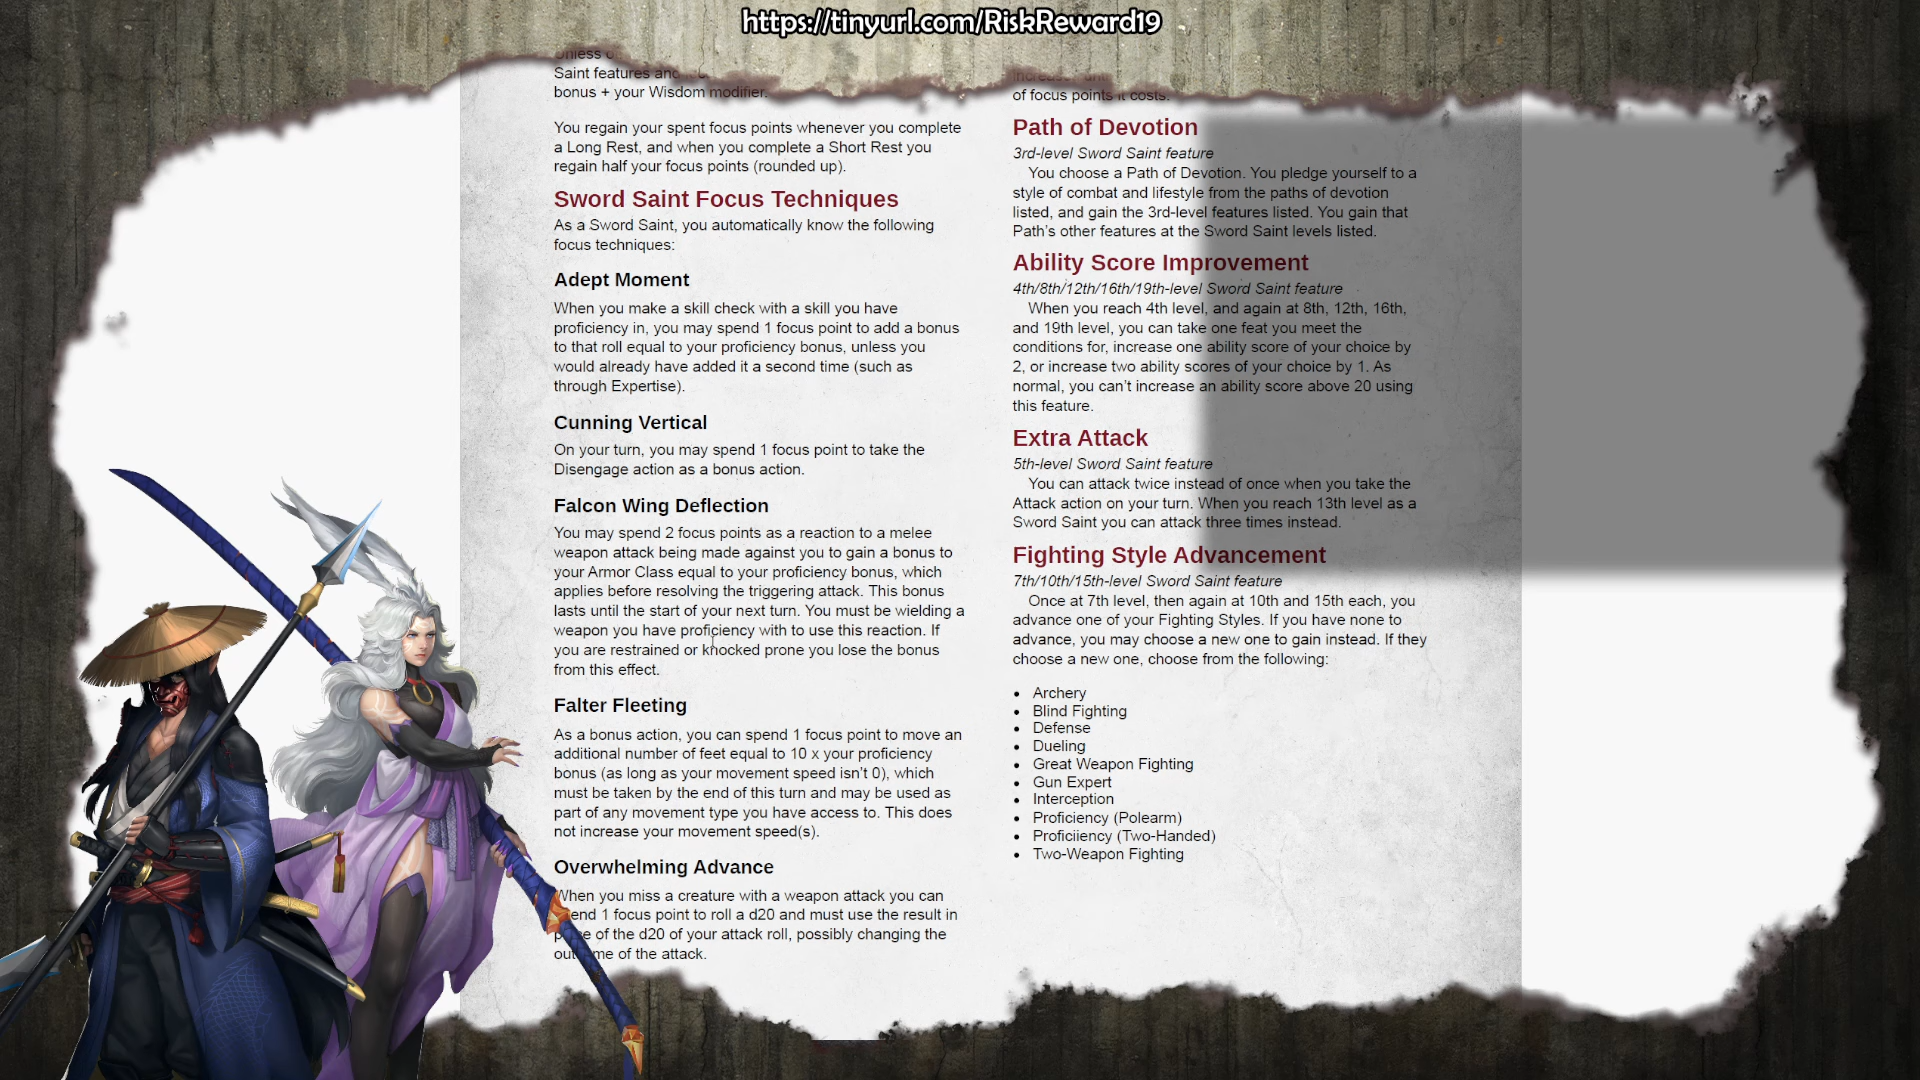 https://tinyurl.com/RiskReward19
Unless
Saint features and
bonus + your Wisdom modifier.
You regain your spent focus points whenever you complete
a Long Rest, and when you complete a Short Rest you
regain half your focus points (rounded up).
Sword Saint Focus Techniques
As a Sword Saint, you automatically know the following
focus techniques:
Adept Moment
When you make a skill check with a skill you have
proficiency in, you may spend 1 focus point to add a bonus
to that roll equal to your proficiency bonus, unless you
would already have added it a second time (such as
through Expertise).
Cunning Vertical
On your turn, you may spend 1 focus point to take the
Disengage action as a bonus action.
Falcon Wing Deflection
You may spend 2 focus points as a reaction to a melee
weapon attack being made against you to gain a bonus to
your Armor Class equal to your proficiency bonus, which
applies before resolving the triggering attack. This bonus
lasts until the start of your next turn. You must be wielding a
weapon you have proficiency with to use this reaction. If
you are restrained or knocked prone you lose the bonus
from this effect.
Falter Fleeting
As a bonus action, you can spend 1 focus point to move an
additional number of feet equal to 10 x your proficiency
bonus (as long as your movement speed isn't 0), which
must be taken by the end of this turn and may be used as
part of any movement type you have access to. This does
not increase your movement speed(s).
Overwhelming Advance
When you miss a creature with a weapon attack you can
end 1 focus point to roll a d20 and must use the result in
of the d20 of your attack roll, possibly changing the
of the attack.
of focus points it costs.
Path of Devotion
3rd-level Sword Saint feature
You choose a Path of Devotion. You pledge yourself to a
style of combat and lifestyle from the paths of devotion
listed, and gain the 3rd-level features listed. You gain that
Path's other features at the Sword Saint levels listed.
Ability Score Improvement
4th/8th/12th/16th/19th-level Sword Saint feature
When you reach 4th level, and again at 8th, 12th, 16th,
and 19th level, you can take one feat you meet the
conditions for, increase one ability score of your choice by
2, or increase two ability scores of your choice by 1. As
normal, you can't increase an ability score above 20 using
this feature.
Extra Attack
5th-level Sword Saint feature
You can attack twice instead of once when you take the
Attack action on your turn. When you reach 13th level as a
Sword Saint you can attack three times instead.
Fighting Style Advancement
7th/10th/15th-level Sword Saint feature
Once at 7th level, then again at 10th and 15th each, you
advance one of your Fighting Styles. If you have none to
advance, you may choose a new one to gain instead. If they
choose a new one, choose from the following:
• Archery
• Blind Fighting
• Defense
• Dueling
• Great Weapon Fighting
• Gun Expert
• Interception
• Proficiency (Polearm)
• Proficiiency (Two-Handed)
• Two-Weapon Fighting